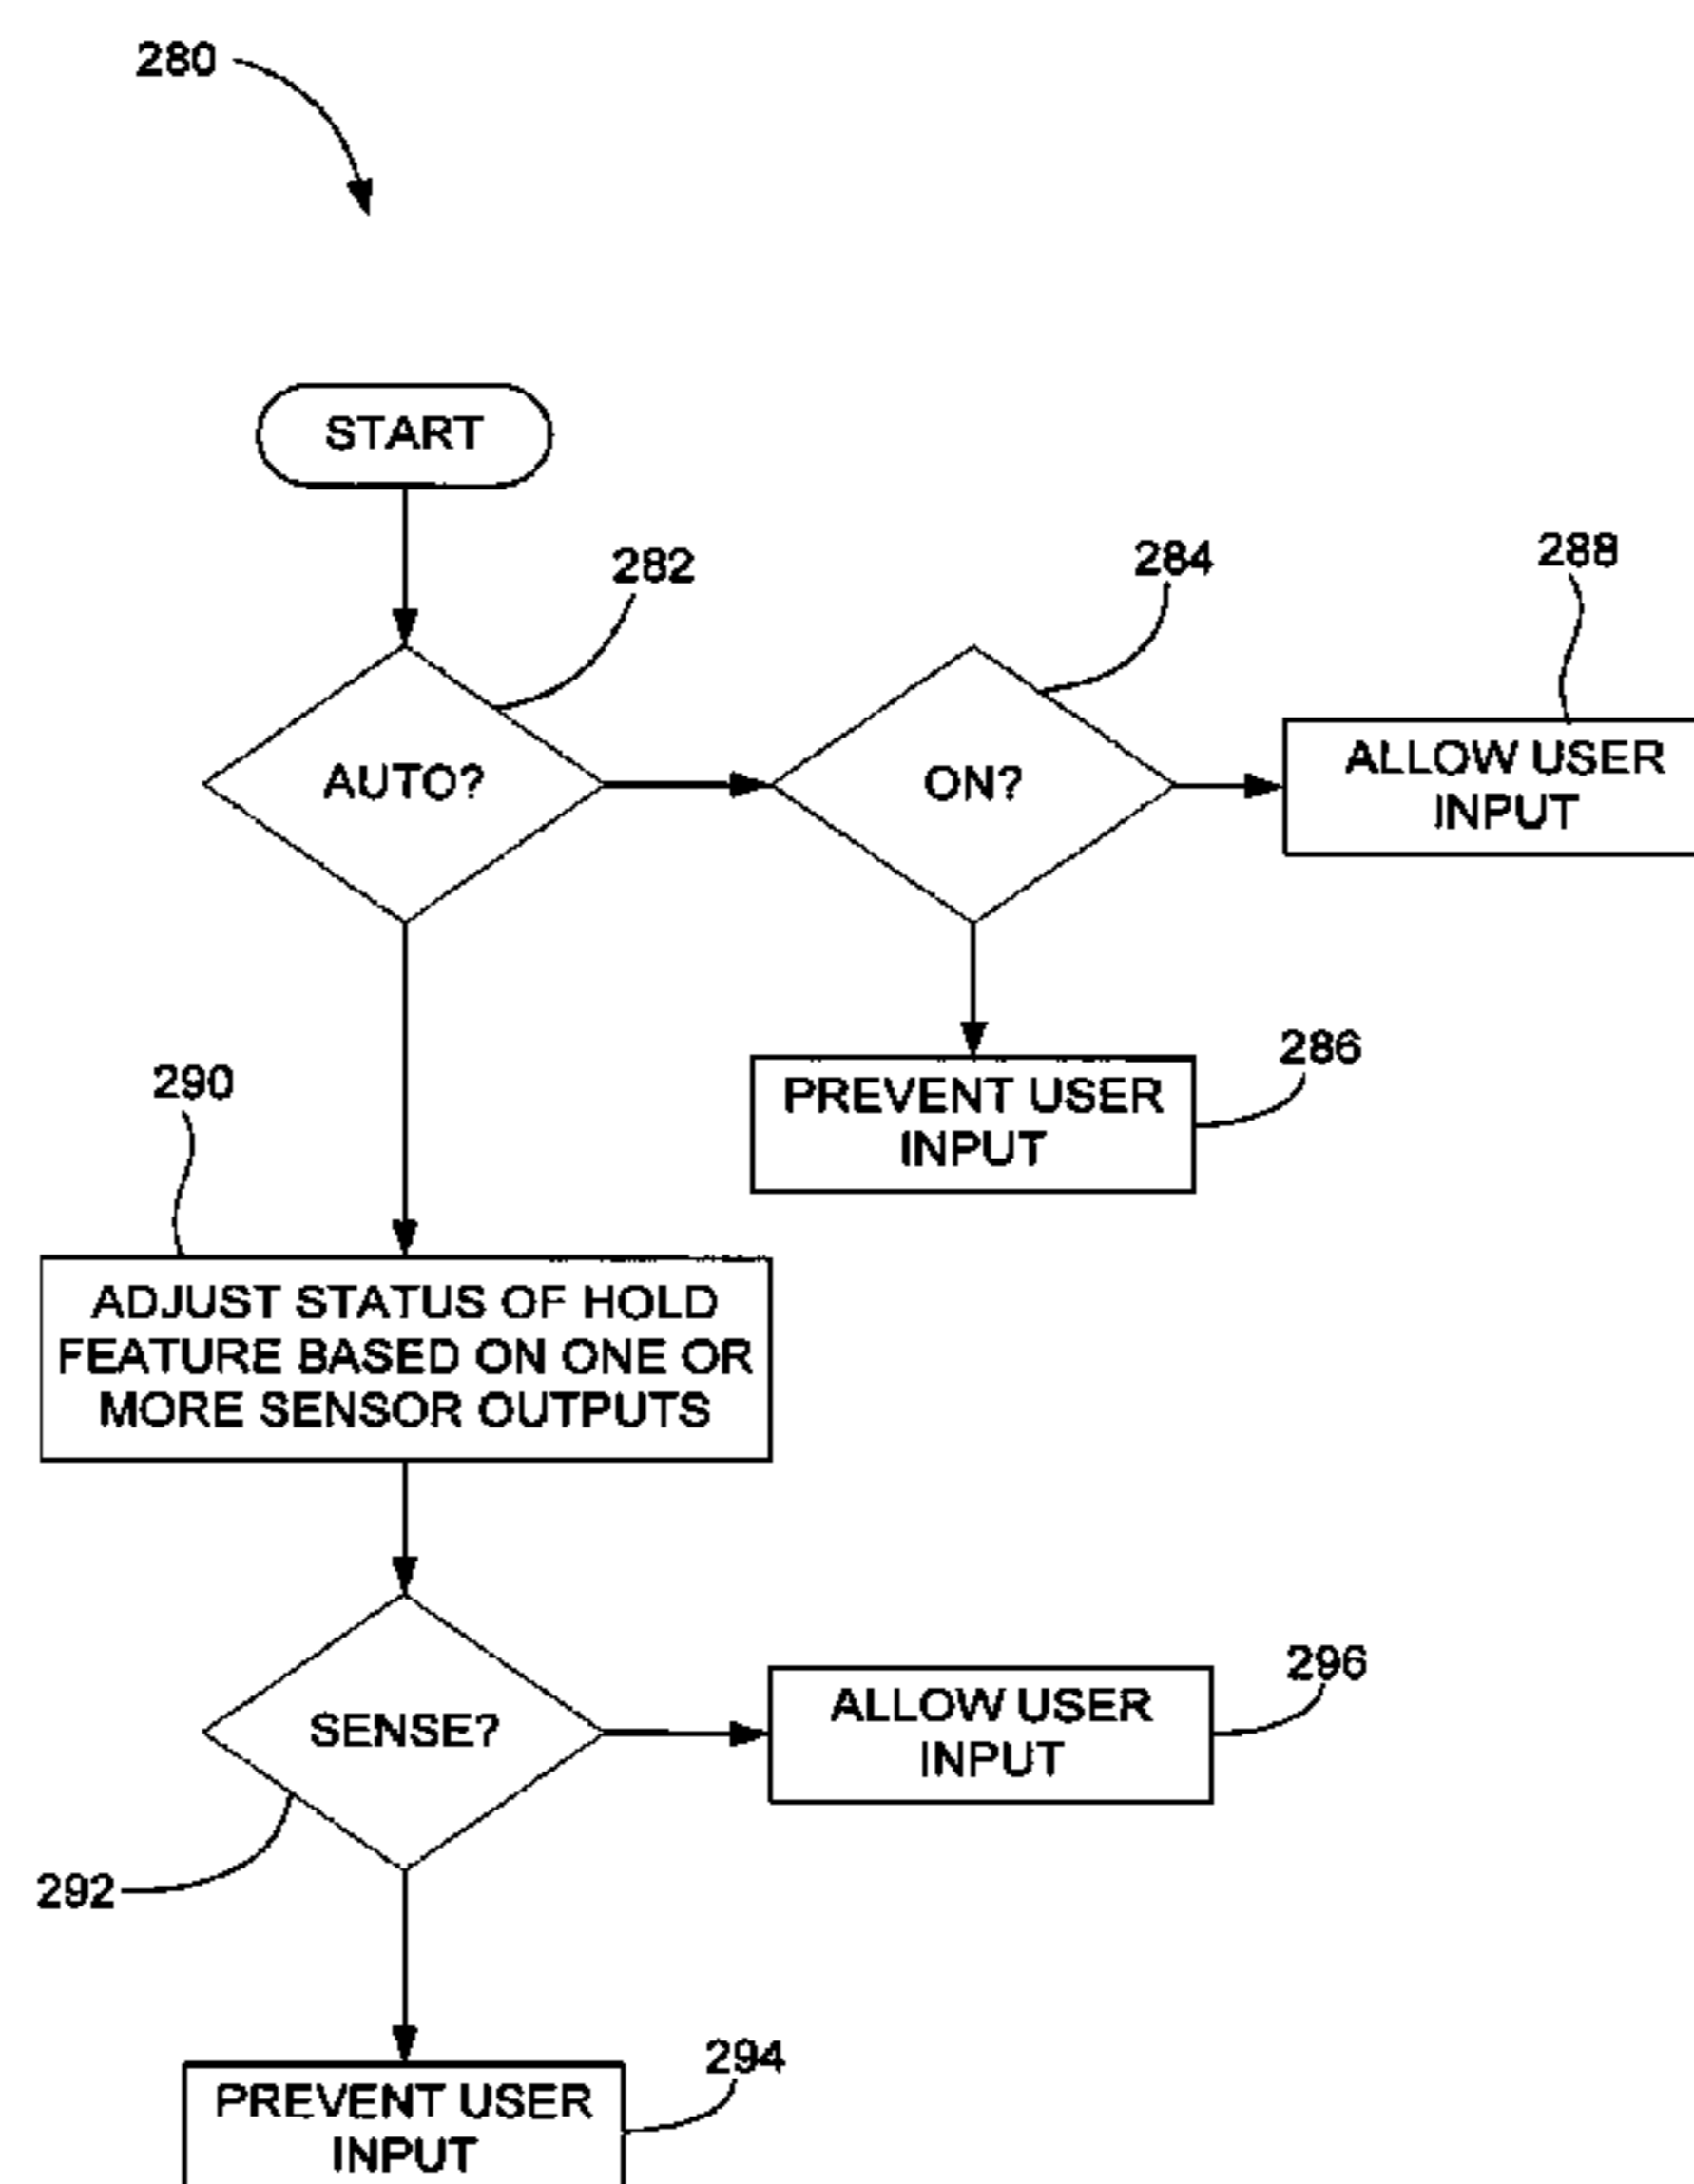 280
START
282
284
288
AUTO?
ON?
ALLOW USER
INPUT
PREVENT USER
INPUT
286
290
ADJUST STATUS OF HOLD
FEATURE BASED ON ONE OR
MORE SENSOR OUTPUTS
SENSE?
ALLOW USER
INPUT
296
292
PREVENT USER
INPUT
294